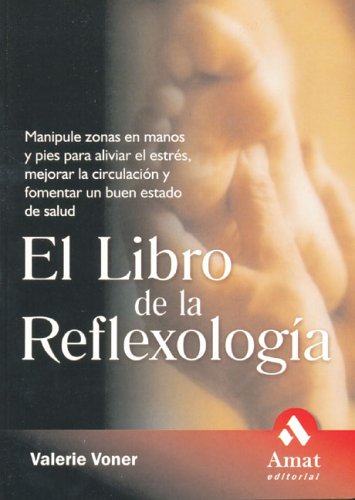 Manipule zonas en manos
y pies para aliviar el estrés,
mejorar la circulación y
fomentar un buen estado
de salud
El Libro
de la
Reflexología
Valerie Voner
Amat
editorial